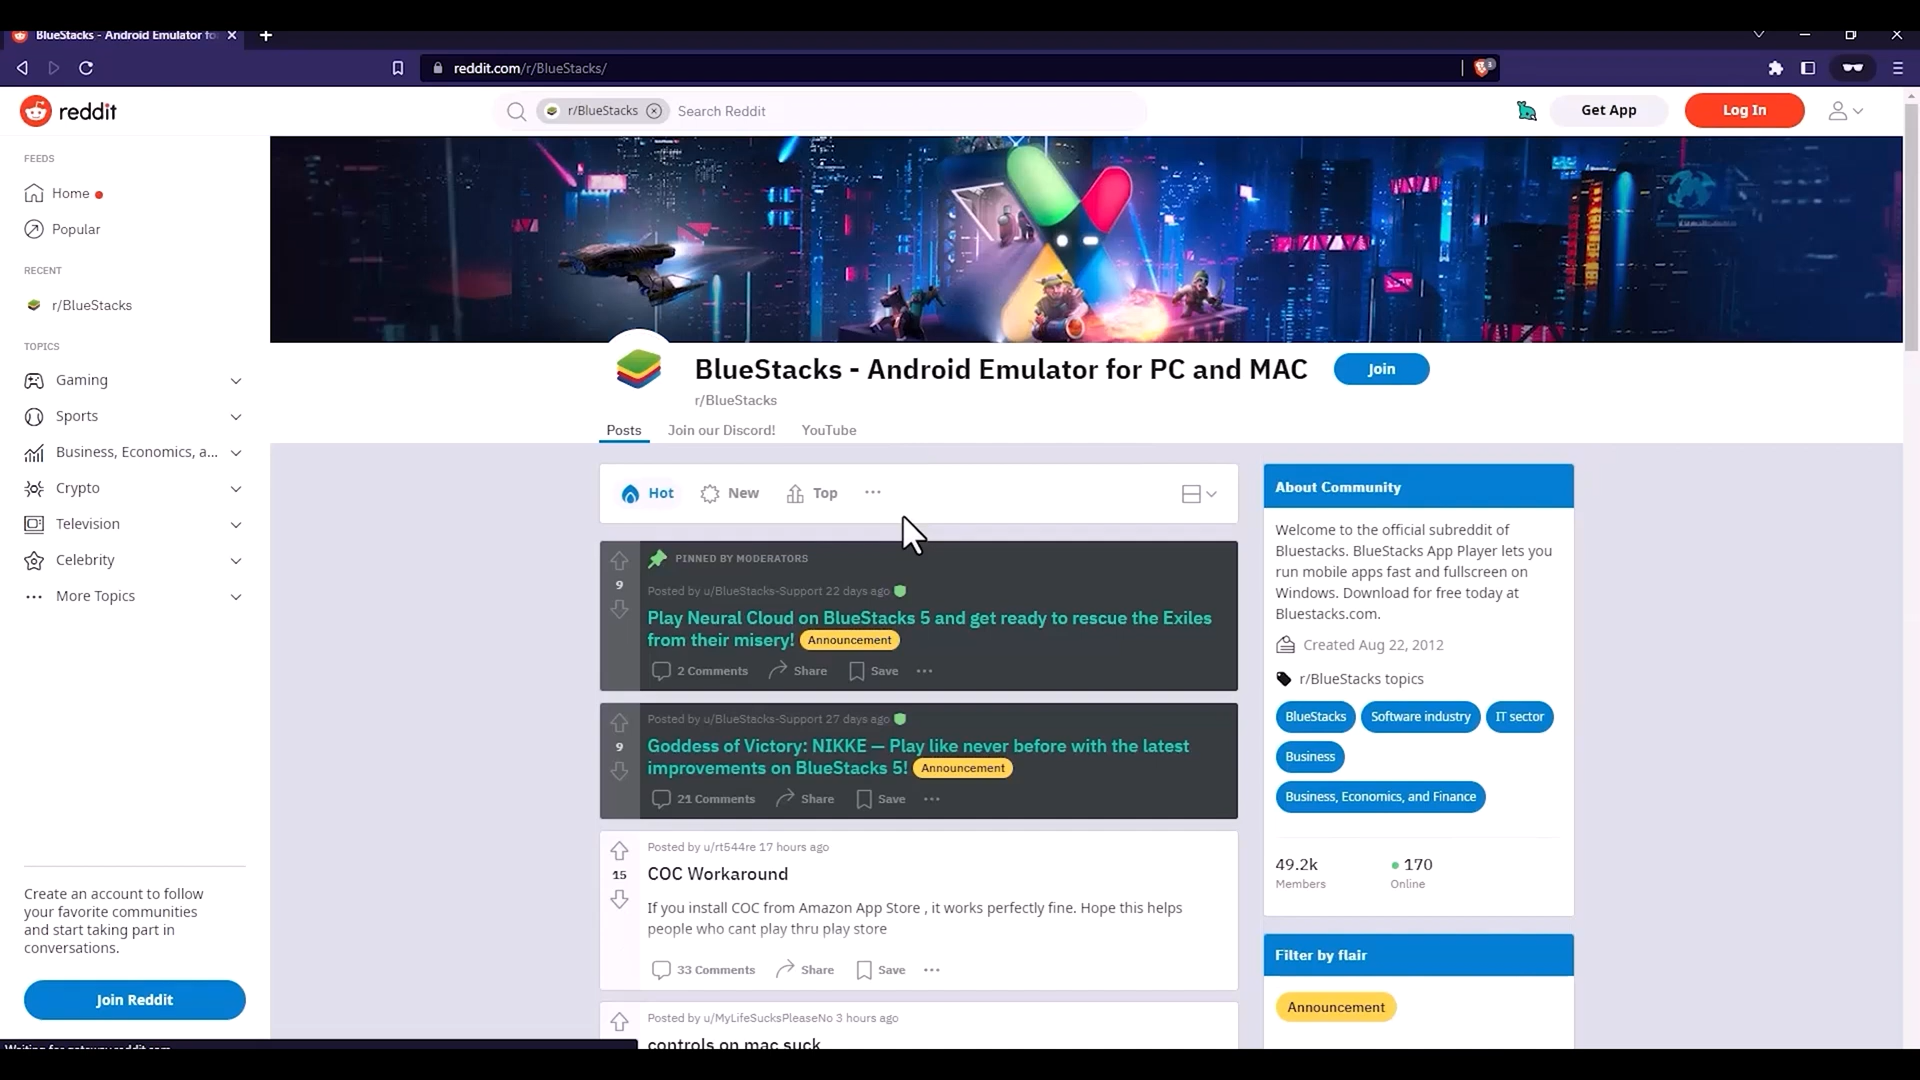 BlueStacks - Android Emulator fo
reddit.com/r/BlueStacks/
3
reddit
r/BlueStacks
Search Reddit
Get App
Log In
FEEDS
Home
Popular
RECENT
r/BlueStacks
TOPICS
Gaming
Sports
Business, Economics, a...
Crypto
Television
Celebrity
More Topics
Create an account to follow
your favorite communities
and start taking part in
conversations.
Join Reddit
BlueStacks - Android Emulator for PC and MAC
Join
r/BlueStacks
Posts
Join our Discord!
YouTube
Hot
New
Top
PINNED BY MODERATORS
9
Posted by u/BlueStacks-Support 22 days ago
Play Neural Cloud on BlueStacks 5 and get ready to rescue the Exiles
from their misery! Announcement
2 Comments
Share
Save
Posted by u/BlueStacks-Support 27 days ago
9
Goddess of Victory: NIKKE — Play like never before with the latest
improvements on BlueStacks 5! Announcement
21 Comments
Share
Save
Posted by u/rt544re 17 hours ago
15
COC Workaround
If you install COC from Amazon App Store , it works perfectly fine. Hope this helps
people who cant play thru play store
33 Comments
Share
Save
Posted by u/MyLifeSucksPleaseNo 3 hours ago
controls on mac suck
About Community
Welcome to the official subreddit of
Bluestacks. BlueStacks App Player lets you
run mobile apps fast and fullscreen on
Windows. Download for free today at
Bluestacks.com.
Created Aug 22, 2012
r/BlueStacks topics
BlueStacks
Software industry
IT sector
Business
Business, Economics, and Finance
49.2k
Members
170
Online
Filter by flair
Announcement
Waiting for gateway.reddit.com